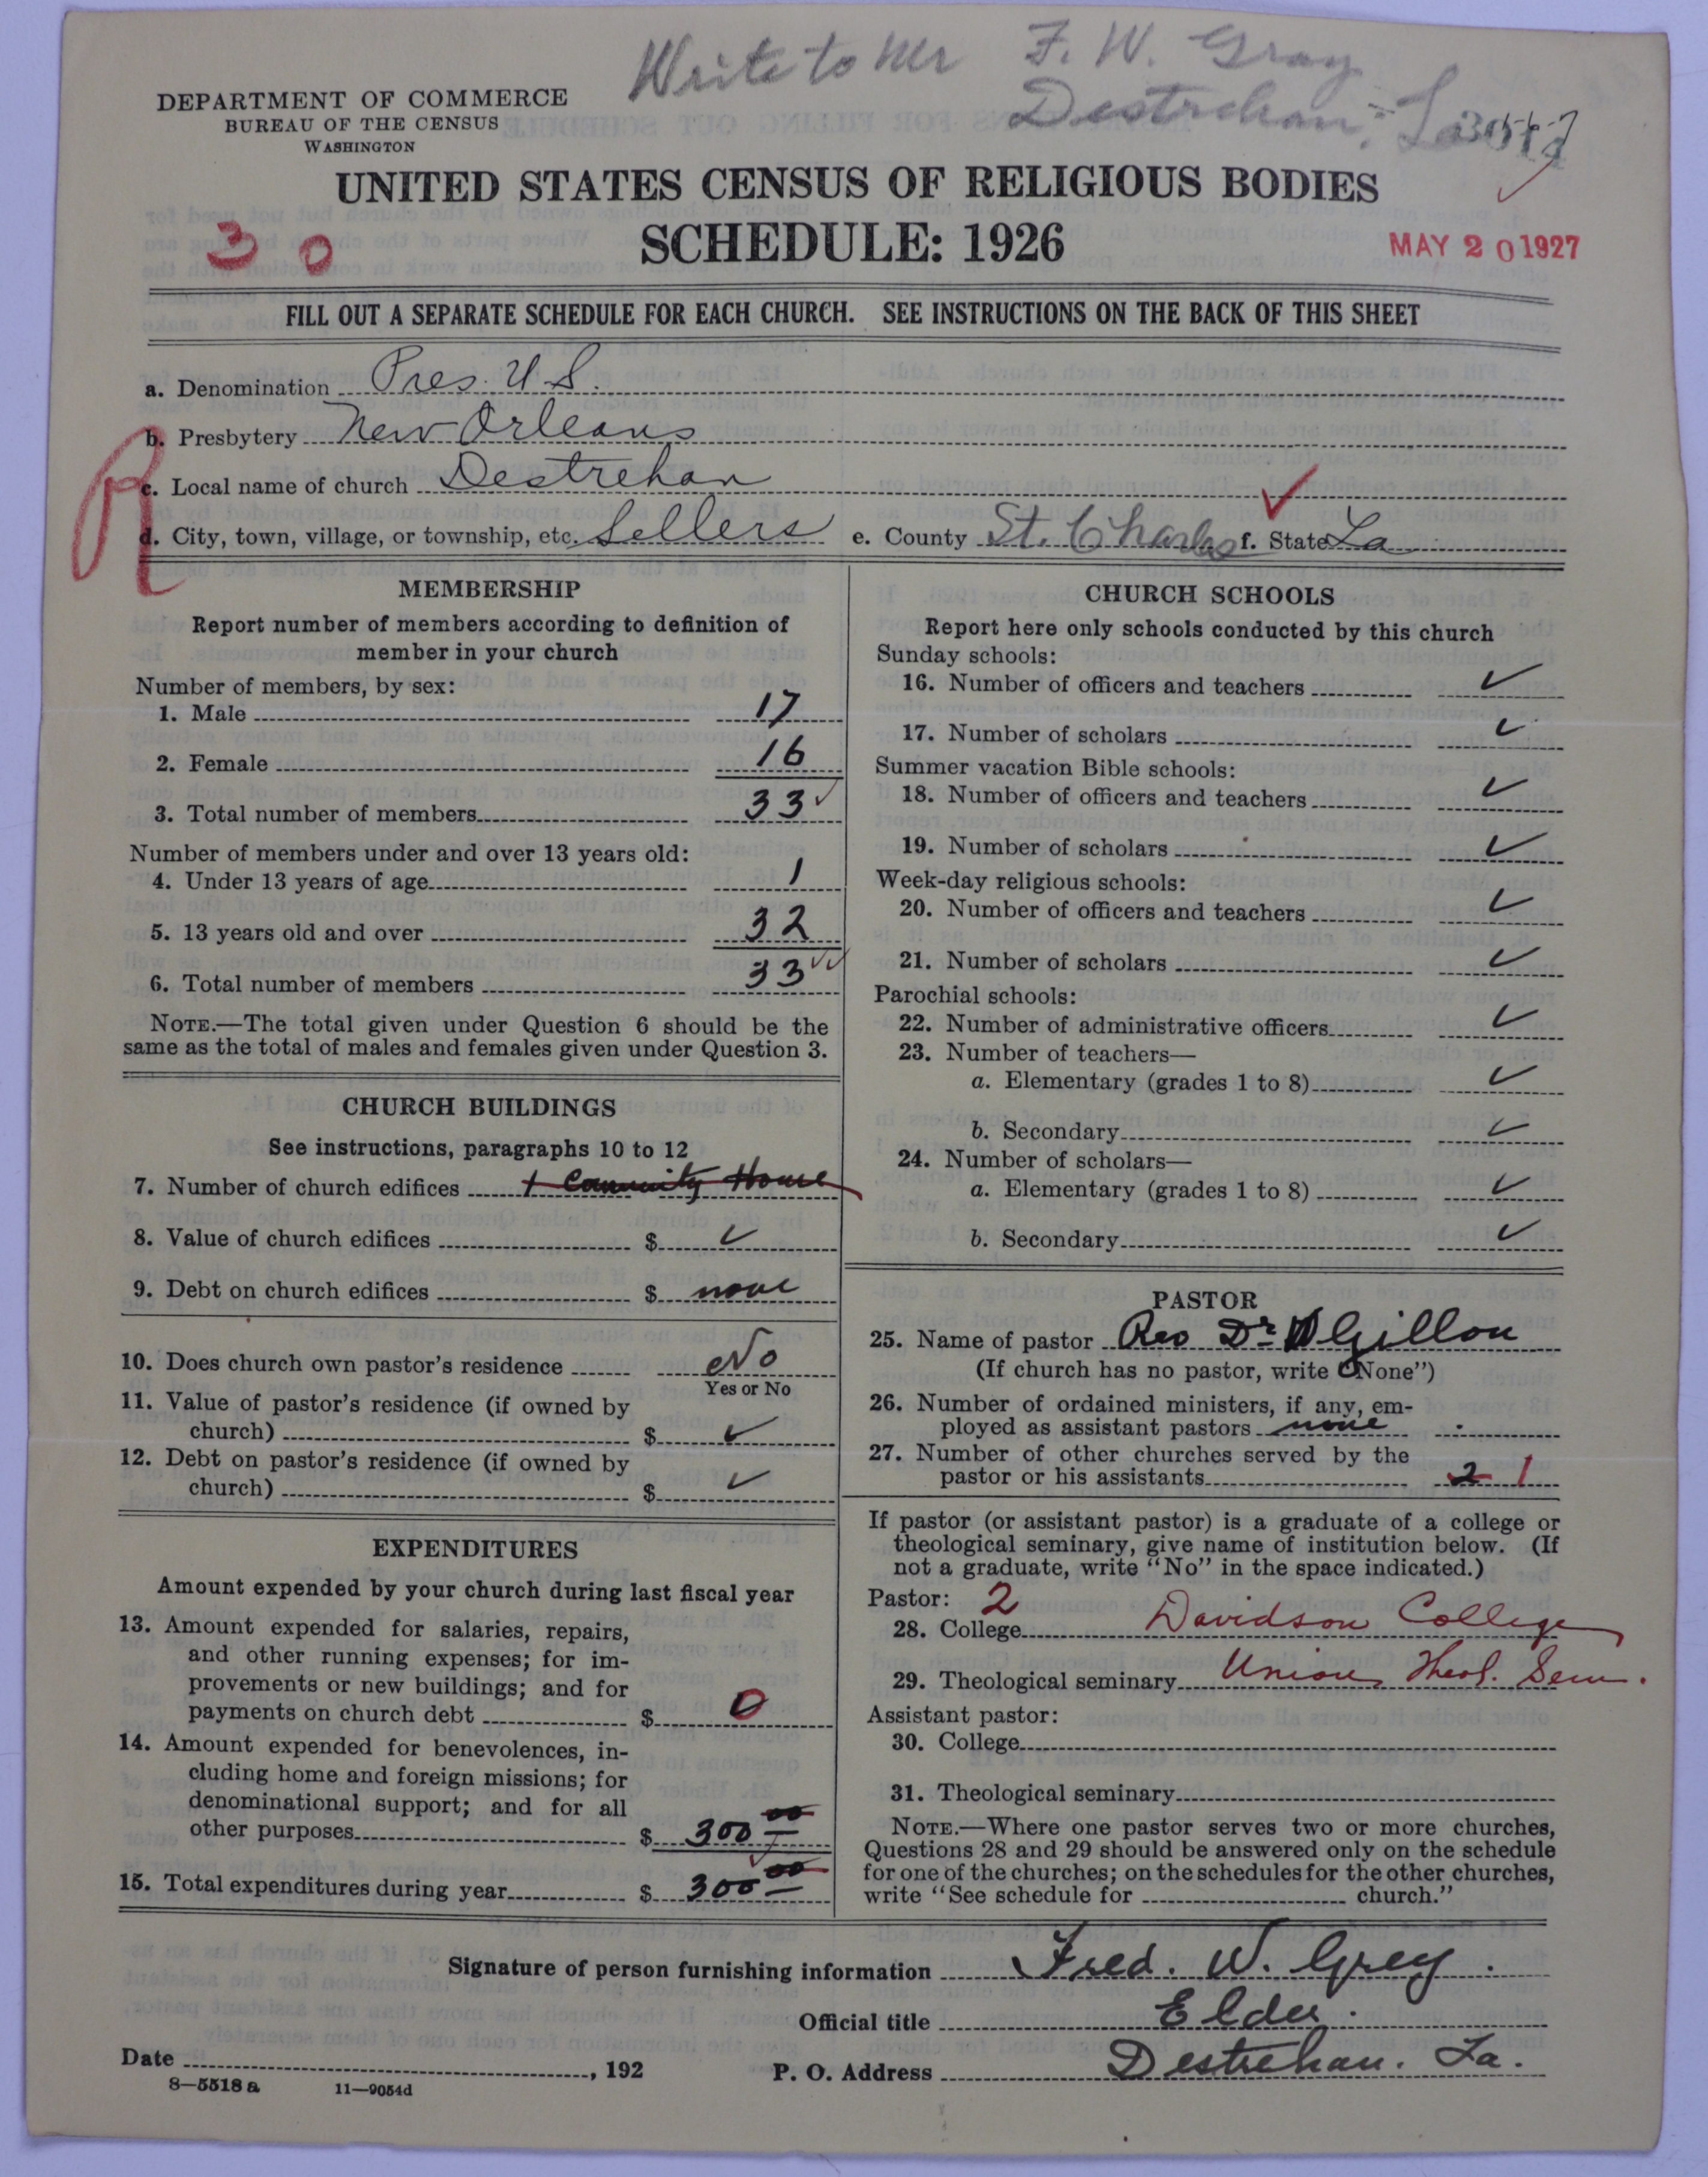 Write to Mr F. W. Gray
Destrehan, La
DEPARTMENT OF COMMERCE
BUREAU OF THE CENSUS
WASHINGTON
UNITED STATES CENSUS OF RELIGIOUS BODIES
SCHEDULE: 1926
3 0
MAY 20 1927
FILL OUT A SEPARATE SCHEDULE FOR EACH CHURCH. SEE INSTRUCTIONS ON THE BACK OF THIS SHEET
a. Denomination Pres. U.S.
b. Presbytery New Orleans
R
c. Local name of church Destrehan
d. City, town, village, or township, etc. Sellers e. County St. Charles f. State La
MEMBERSHIP
Report number of members according to definition of
member in your church
Number of members, by sex:
1. Male 17
2. Female 16
3. Total number of members 33 ✓
Number of members under and over 13 years old:
4. Under 13 years of age 1
5. 13 years old and over 32
6. Total number of members 33 ✓✓
NOTE.—The total given under Question 6 should be the
same as the total of males and females given under Question 3.
CHURCH BUILDINGS
See instructions, paragraphs 10 to 12
7. Number of church edifices 1 Community House
8. Value of church edifices $ ✓
9. Debt on church edifices $ none
10. Does church own pastor's residence No
Yes or No
11. Value of pastor's residence (if owned by
church) $ ✓
12. Debt on pastor's residence (if owned by
church) $ ✓
EXPENDITURES
Amount expended by your church during last fiscal year
13. Amount expended for salaries, repairs,
and other running expenses; for im-
provements or new buildings; and for
payments on church debt $ 0
14. Amount expended for benevolences, in-
cluding home and foreign missions; for
denominational support; and for all
other purposes $ 300 00
15. Total expenditures during year $ 300 00
CHURCH SCHOOLS
Report here only schools conducted by this church
Sunday schools:
16. Number of officers and teachers ✓
17. Number of scholars ✓
Summer vacation Bible schools:
18. Number of officers and teachers ✓
19. Number of scholars ✓
Week-day religious schools:
20. Number of officers and teachers ✓
21. Number of scholars ✓
Parochial schools:
22. Number of administrative officers ✓
23. Number of teachers—
a. Elementary (grades 1 to 8) ✓
b. Secondary ✓
24. Number of scholars—
a. Elementary (grades 1 to 8) ✓
b. Secondary ✓
PASTOR
25. Name of pastor Rev Dr Gillon
(If church has no pastor, write "None")
26. Number of ordained ministers, if any, em-
ployed as assistant pastors none
27. Number of other churches served by the
pastor or his assistants 2 1
If pastor (or assistant pastor) is a graduate of a college or
theological seminary, give name of institution below. (If
not a graduate, write "No" in the space indicated.)
Pastor: 2
28. College Davidson College
29. Theological seminary Union Theol. Sem.
Assistant pastor:
30. College
31. Theological seminary
NOTE.—Where one pastor serves two or more churches,
Questions 28 and 29 should be answered only on the schedule
for one of the churches; on the schedules for the other churches,
write "See schedule for church."
Signature of person furnishing information Fred. W. Grey.
Official title Elder.
Date , 192 P. O. Address Destrehan. La.
8—5518 a 11—9054d